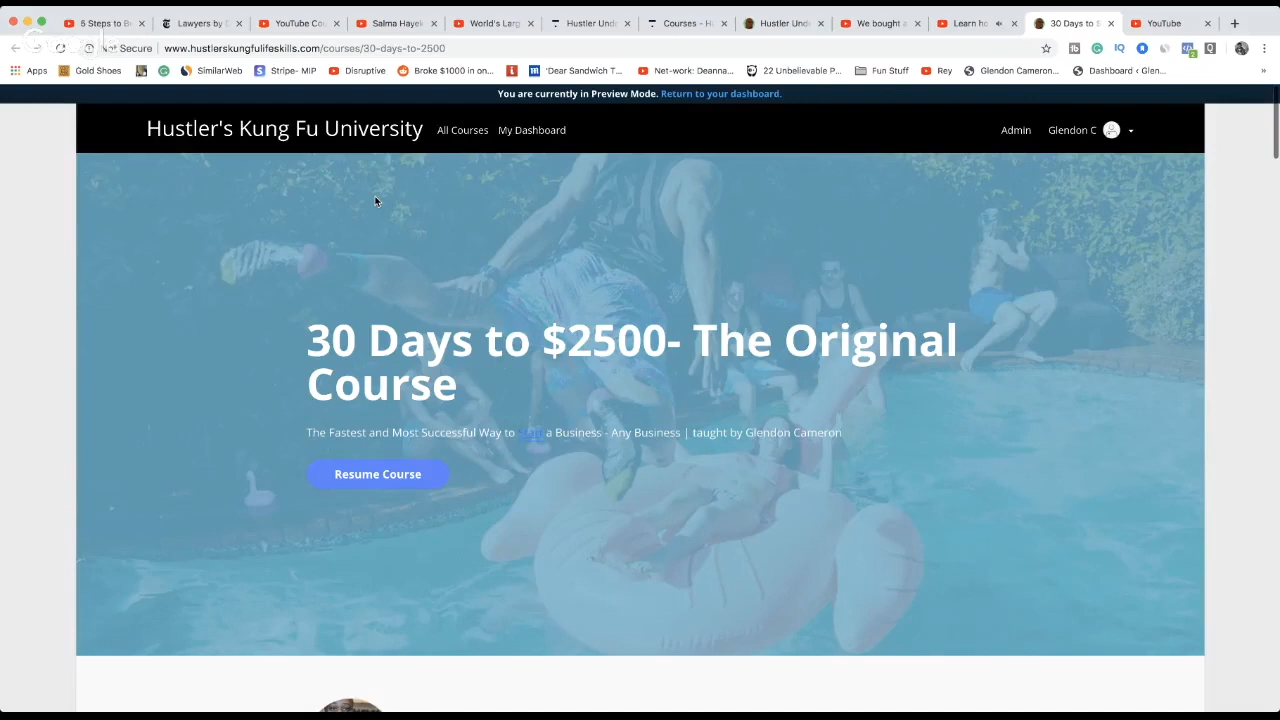 6 Steps to B
Lawyers by D
YouTube Cou
Salma Hayek
World's Larg
Hustler Unde
Courses - H
Hustler Unde
We bought a
Learn ho
30 Days to $
YouTube
Secure
www.hustlerskungfulifeskills.com/courses/30-days-to-2500
Apps
Gold Shoes
SimilarWeb
Stripe- MIP
Disruptive
Broke $1000 in on...
'Dear Sandwich T...
Net-work: Deanna...
22 Unbelievable P...
Fun Stuff
Rey
Glendon Cameron...
Dashboard ‹ Glen...
»
You are currently in Preview Mode. Return to your dashboard.
Hustler's Kung Fu University
All Courses
My Dashboard
Admin
Glendon C
30 Days to $2500- The Original
Course
The Fastest and Most Successful Way to Start a Business - Any Business | taught by Glendon Cameron
Resume Course